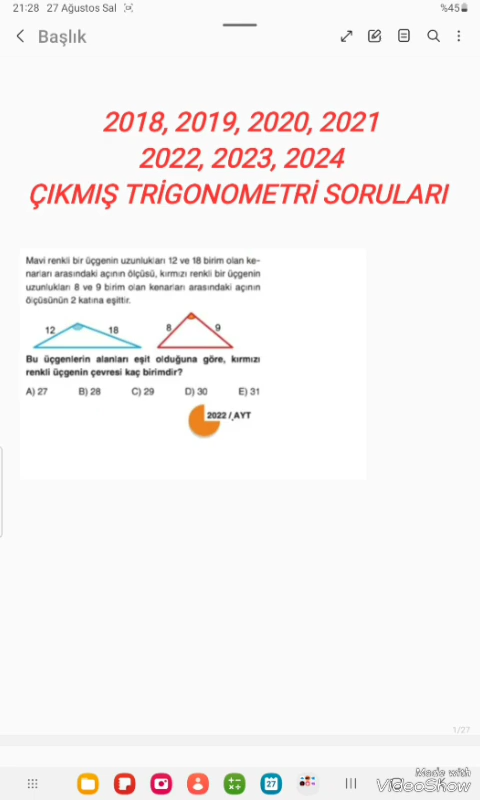 21:28 27 Ağustos Sal
%45
Başlık
2018, 2019, 2020, 2021
2022, 2023, 2024
ÇIKMIŞ TRİGONOMETRİ SORULARI
Mavi renkli bir üçgenin uzunlukları 12 ve 18 birim olan ke-
narları arasındaki açının ölçüsü, kırmızı renkli bir üçgenin
uzunlukları 8 ve 9 birim olan kenarları arasındaki açının
ölçüsünün 2 katına eşittir.
12 18 8 9
Bu üçgenlerin alanları eşit olduğuna göre, kırmızı
renkli üçgenin çevresi kaç birimdir?
A) 27 B) 28 C) 29 D) 30 E) 31
2022 / AYT
1/27
27
Made with
VideoShow